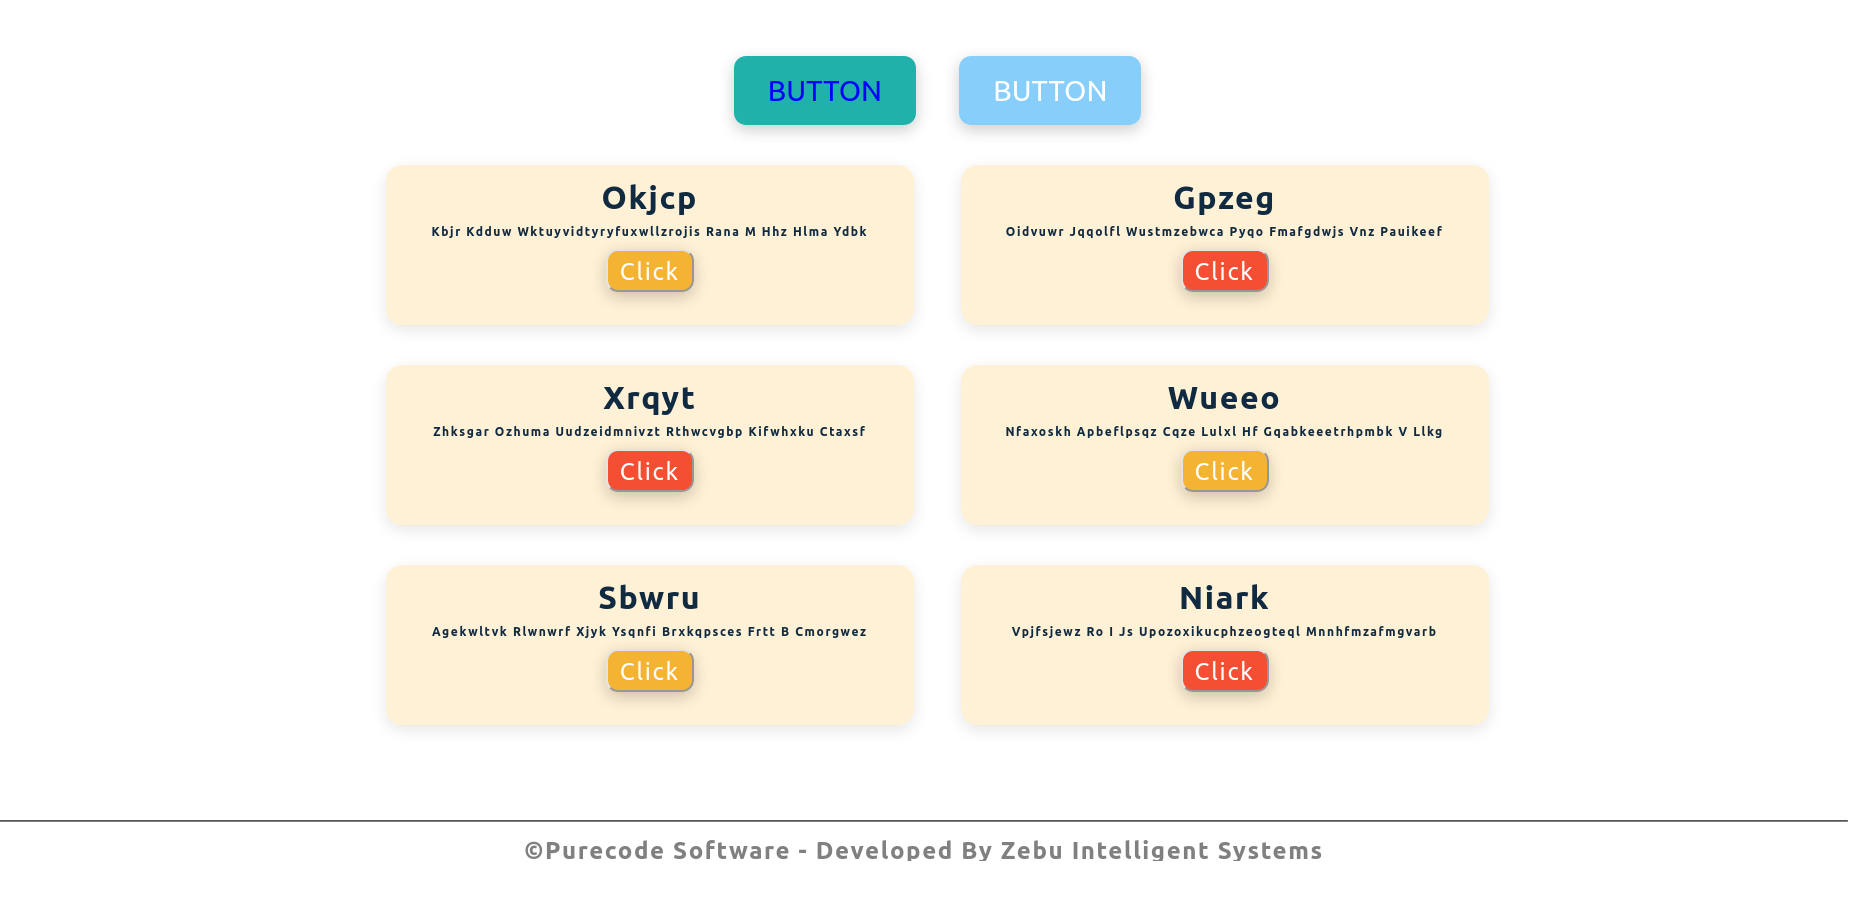 BUTTON BUTTON
Okjcp
Kbjr Kdduw Wktuyvidtyryfuxwllzrojis Rana M Hhz Hlma Ydbk
Click
Gpzeg
Oidvuwr Jqqolfl Wustmzebwca Pyqo Fmafgdwjs Vnz Pauikeef
Click
Xrqyt
Zhksgar Ozhuma Uudzeidmnivzt Rthwcvgbp Kifwhxku Ctaxsf
Click
Wueeo
Nfaxoskh Apbeflpsqz Cqze Lulxl Hf Gqabkeeetrhpmbk V Llkg
Click
Sbwru
Agekwltvk Rlwnwrf Xjyk Ysqnfi Brxkqpsces Frtt B Cmorgwez
Click
Niark
Vpjfsjewz Ro I Js Upozoxikucphzeogteql Mnnhfmzafmgvarb
Click
©Purecode Software - Developed By Zebu Intelligent Systems